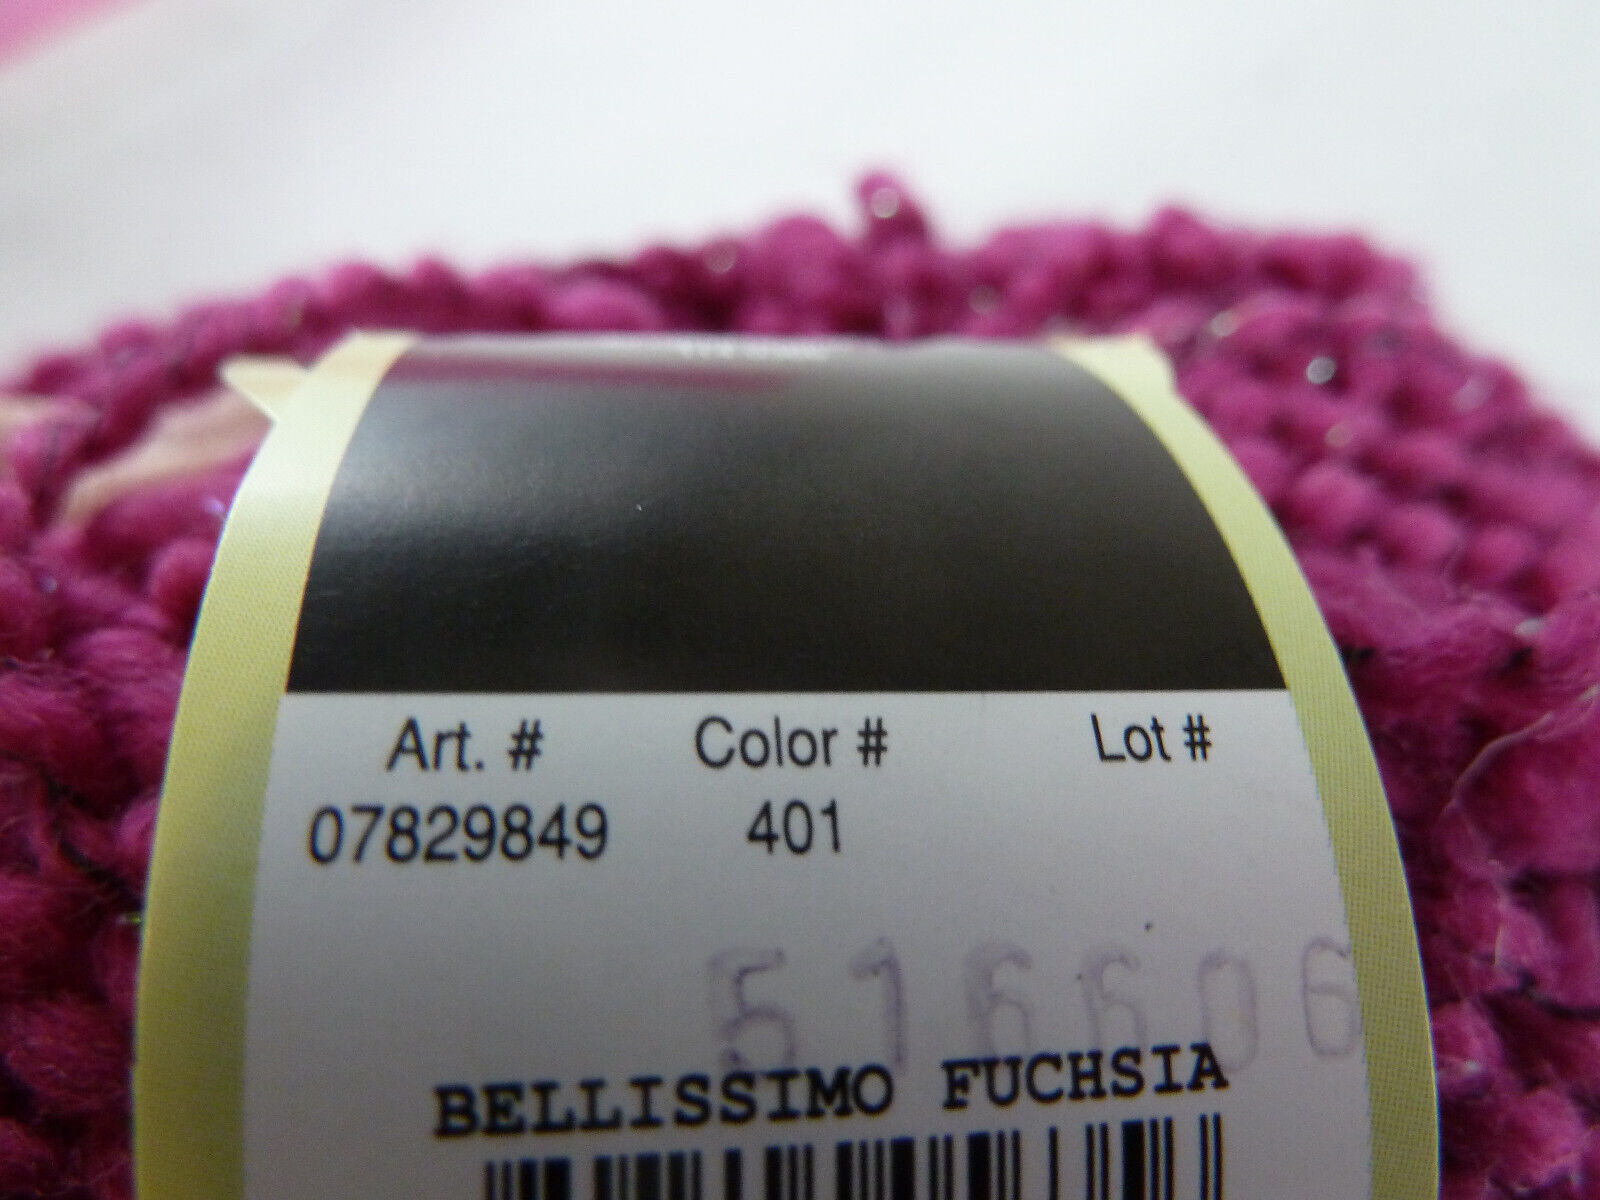 Art. # Color # Lot #
07829849 401
516606
BELLISSIMO FUCHSIA